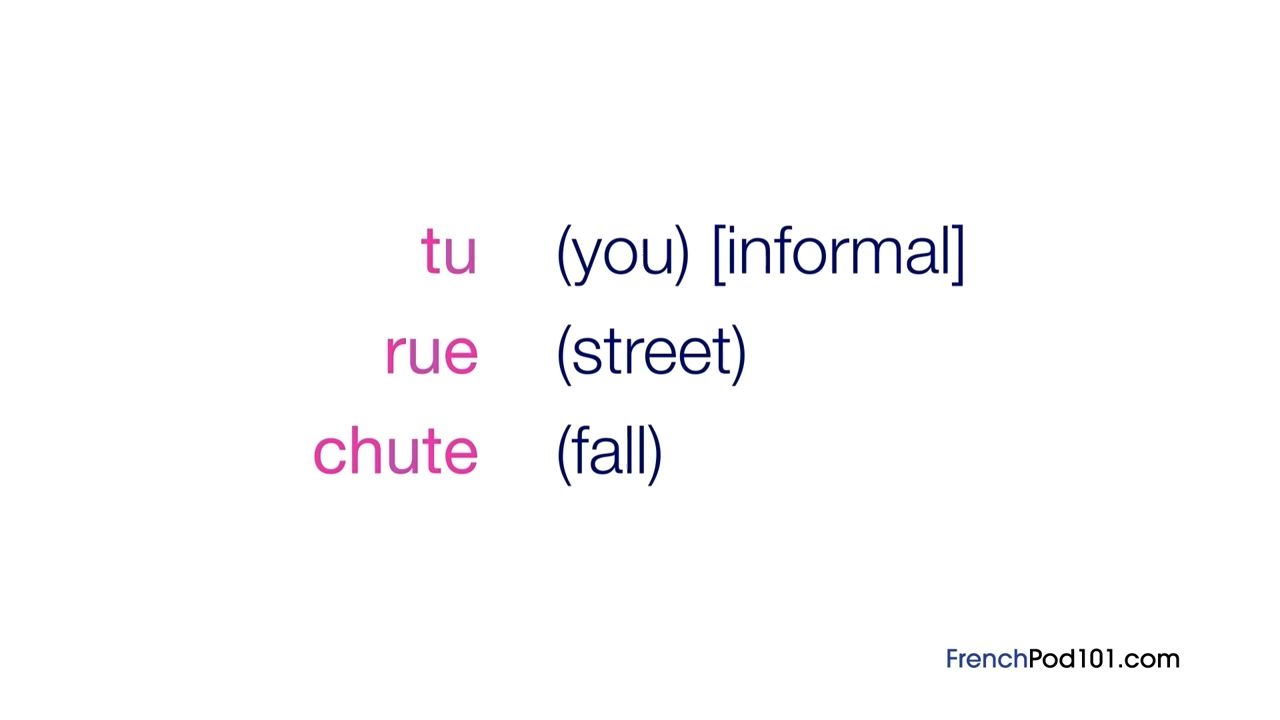 tu (you) [informal]
rue (street)
chute (fall)
FrenchPod101.com